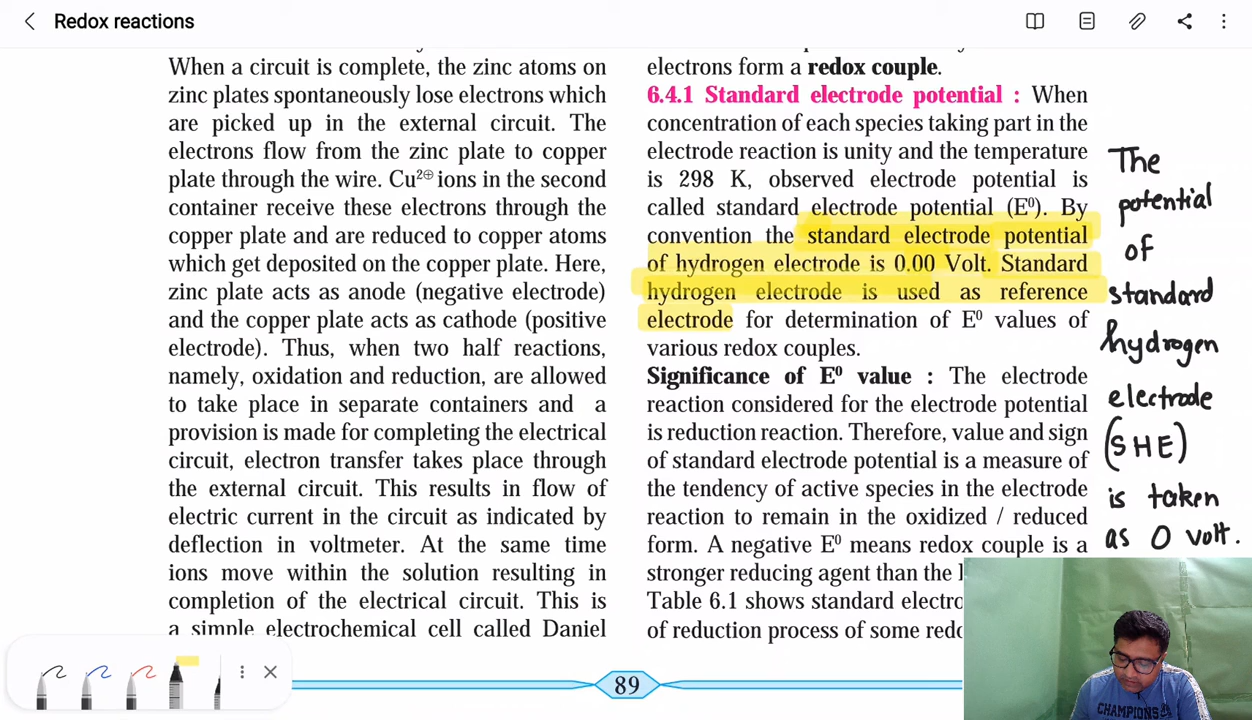 Redox reactions
When a circuit is complete, the zinc atoms on
zinc plates spontaneously lose electrons which
are picked up in the external circuit. The
electrons flow from the zinc plate to copper
plate through the wire. Cu²⊕ ions in the second
container receive these electrons through the
copper plate and are reduced to copper atoms
which get deposited on the copper plate. Here,
zinc plate acts as anode (negative electrode)
and the copper plate acts as cathode (positive
electrode). Thus, when two half reactions,
namely, oxidation and reduction, are allowed
to take place in separate containers and a
provision is made for completing the electrical
circuit, electron transfer takes place through
the external circuit. This results in flow of
electric current in the circuit as indicated by
deflection in voltmeter. At the same time
ions move within the solution resulting in
completion of the electrical circuit. This is
a simple electrochemical cell called Daniel
electrons form a redox couple.
6.4.1 Standard electrode potential : When
concentration of each species taking part in the
electrode reaction is unity and the temperature
is 298 K, observed electrode potential is
called standard electrode potential (E⁰). By
convention the standard electrode potential
of hydrogen electrode is 0.00 Volt. Standard
hydrogen electrode is used as reference
electrode for determination of E⁰ values of
various redox couples.
Significance of E⁰ value : The electrode
reaction considered for the electrode potential
is reduction reaction. Therefore, value and sign
of standard electrode potential is a measure of
the tendency of active species in the electrode
reaction to remain in the oxidized / reduced
form. A negative E⁰ means redox couple is a
stronger reducing agent than the
Table 6.1 shows standard
of reduction process of some
The
potential
of
standard
hydrogen
electrode
(SHE)
is taken
as 0 volt.
89
CHAMPIONS